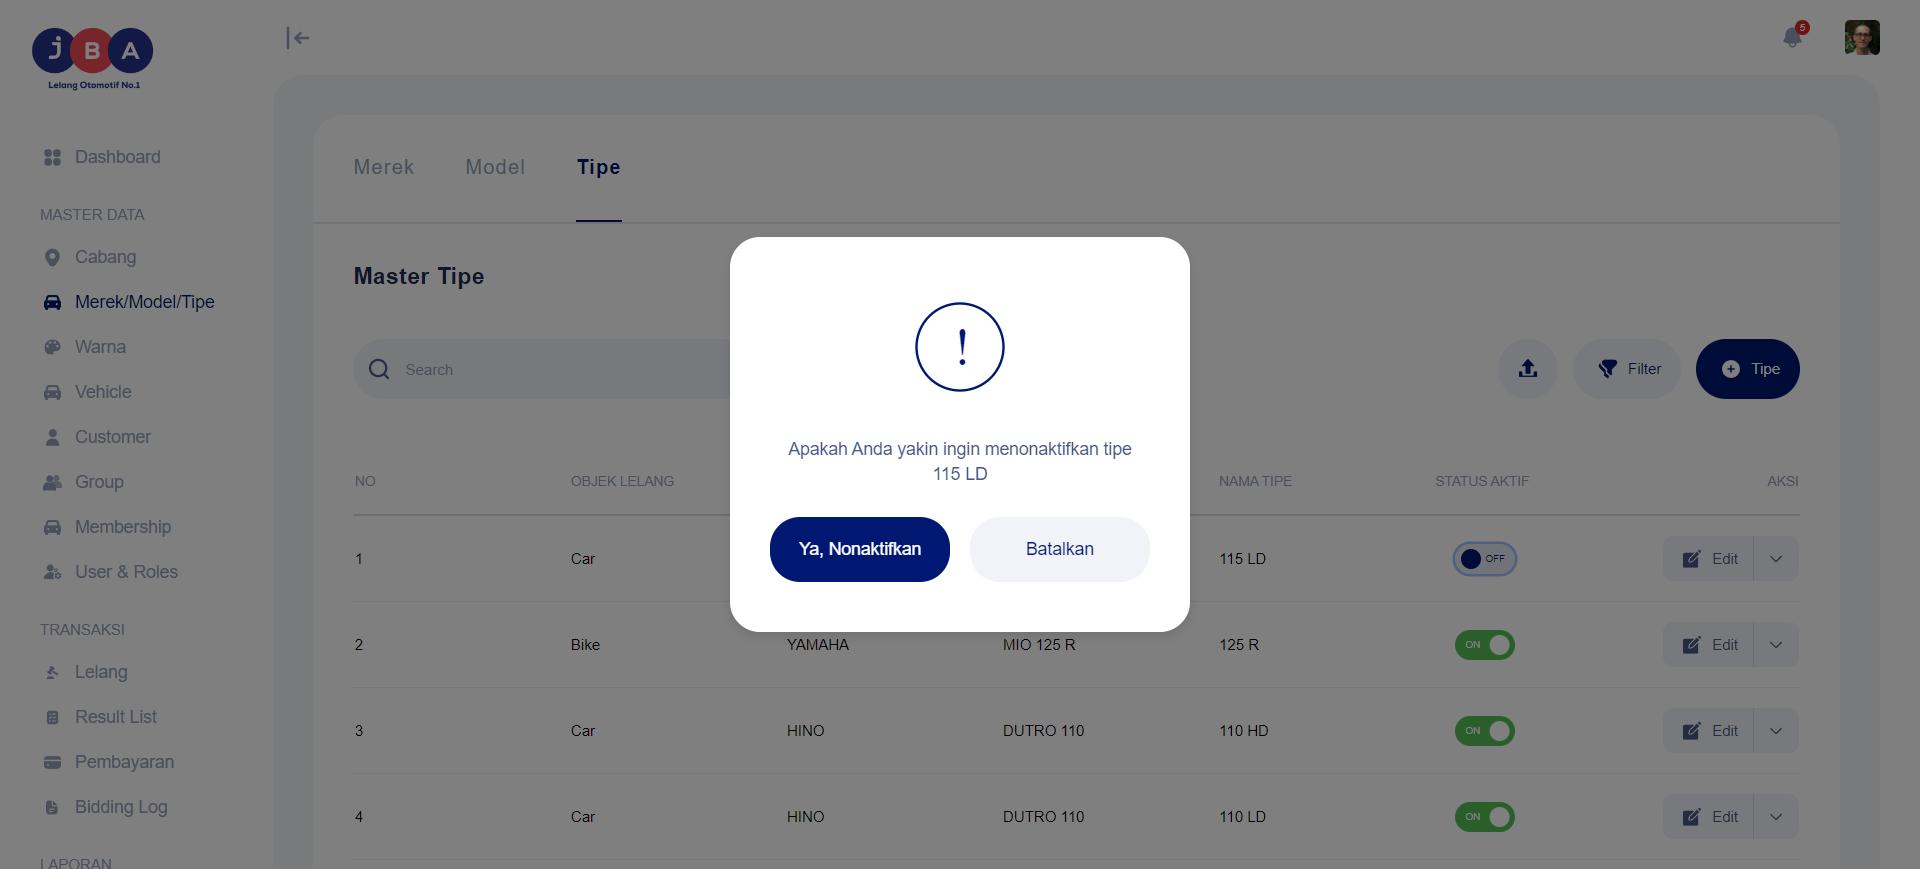 JBA
Lelang Otomotif No.1
5
Dashboard
MASTER DATA
Cabang
Merek/Model/Tipe
Warna
Vehicle
Customer
Group
Membership
User & Roles
TRANSAKSI
Lelang
Result List
Pembayaran
Bidding Log
LAPORAN
Merek Model Tipe
Master Tipe
Search
Filter
Tipe
NO OBJEK LELANG NAMA TIPE STATUS AKTIF AKSI
1 Car 115 LD OFF Edit
2 Bike YAMAHA MIO 125 R 125 R ON Edit
3 Car HINO DUTRO 110 110 HD ON Edit
4 Car HINO DUTRO 110 110 LD ON Edit
!
Apakah Anda yakin ingin menonaktifkan tipe
115 LD
Ya, Nonaktifkan
Batalkan